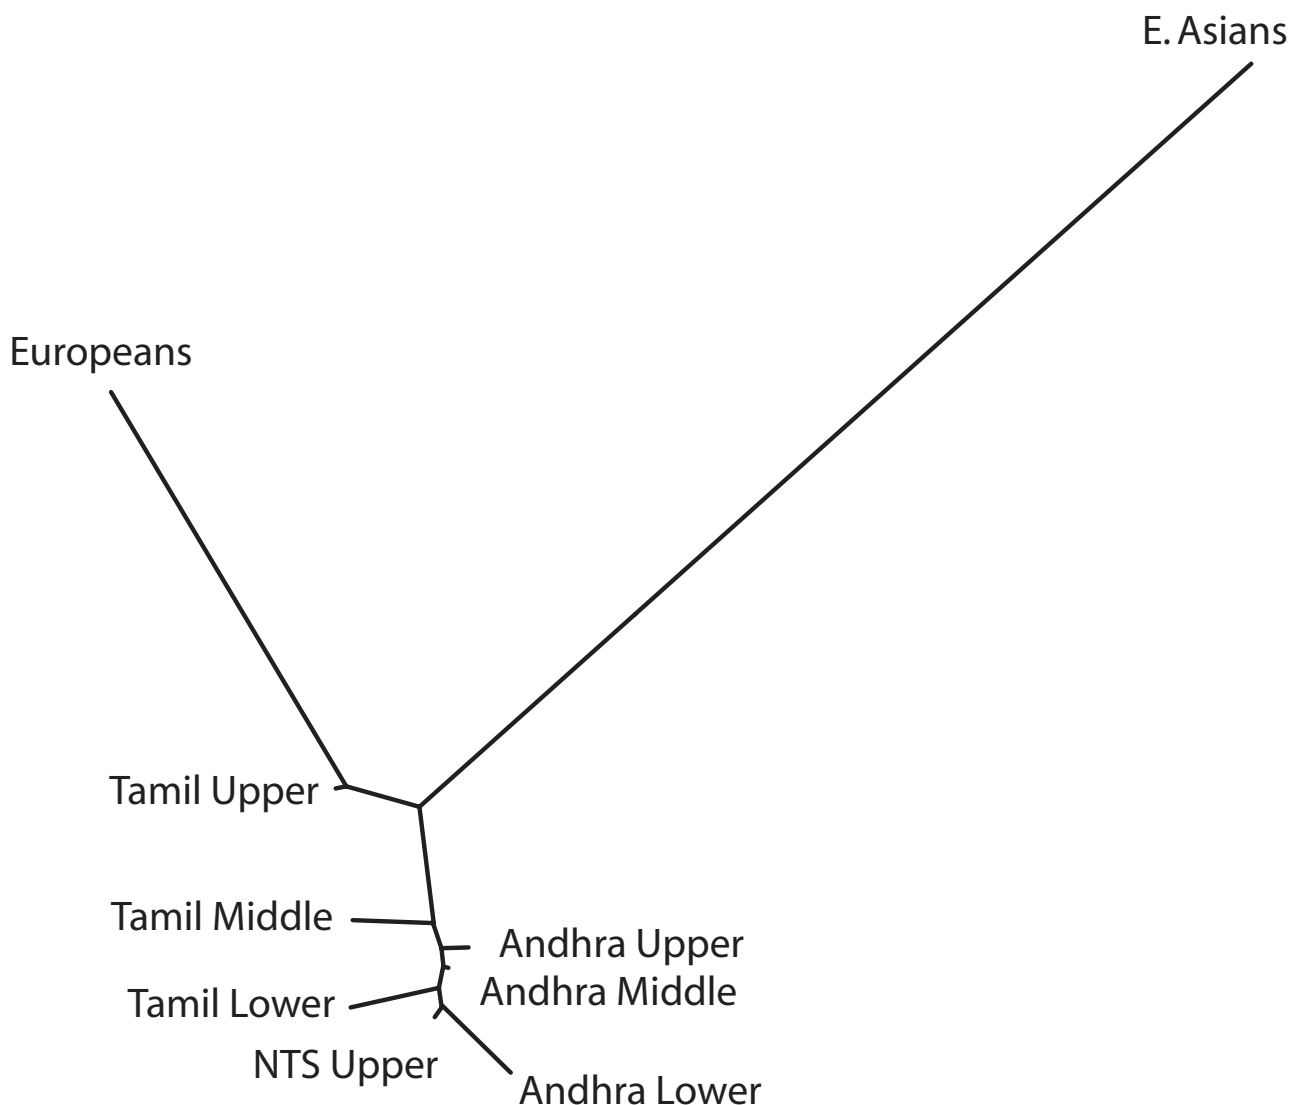 E. Asians
Europeans
Tamil Upper
Tamil Middle
Andhra Upper
Andhra Middle
Tamil Lower
NTS Upper
Andhra Lower